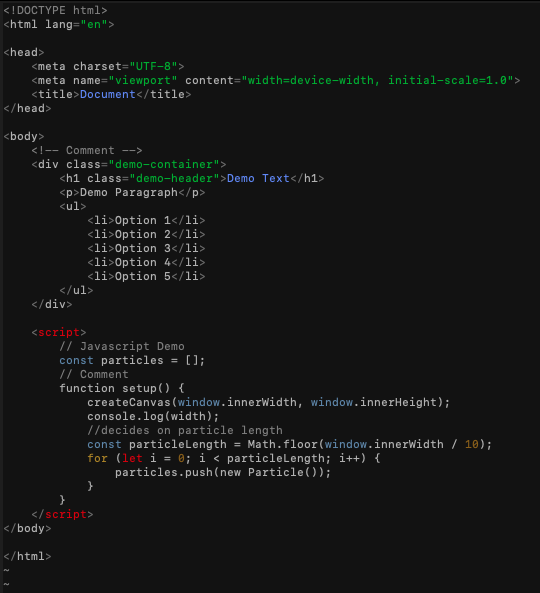 <!DOCTYPE html>
<html lang="en">

<head>
    <meta charset="UTF-8">
    <meta name="viewport" content="width=device-width, initial-scale=1.0">
    <title>Document</title>
</head>

<body>
    <!-- Comment -->
    <div class="demo-container">
        <h1 class="demo-header">Demo Text</h1>
        <p>Demo Paragraph</p>
        <ul>
            <li>Option 1</li>
            <li>Option 2</li>
            <li>Option 3</li>
            <li>Option 4</li>
            <li>Option 5</li>
        </ul>
    </div>

    <script>
        // Javascript Demo
        const particles = [];
        // Comment
        function setup() {
            createCanvas(window.innerWidth, window.innerHeight);
            console.log(width);
            //decides on particle length
            const particleLength = Math.floor(window.innerWidth / 10);
            for (let i = 0; i < particleLength; i++) {
                particles.push(new Particle());
            }
        }
    </script>
</body>

</html>
~
~